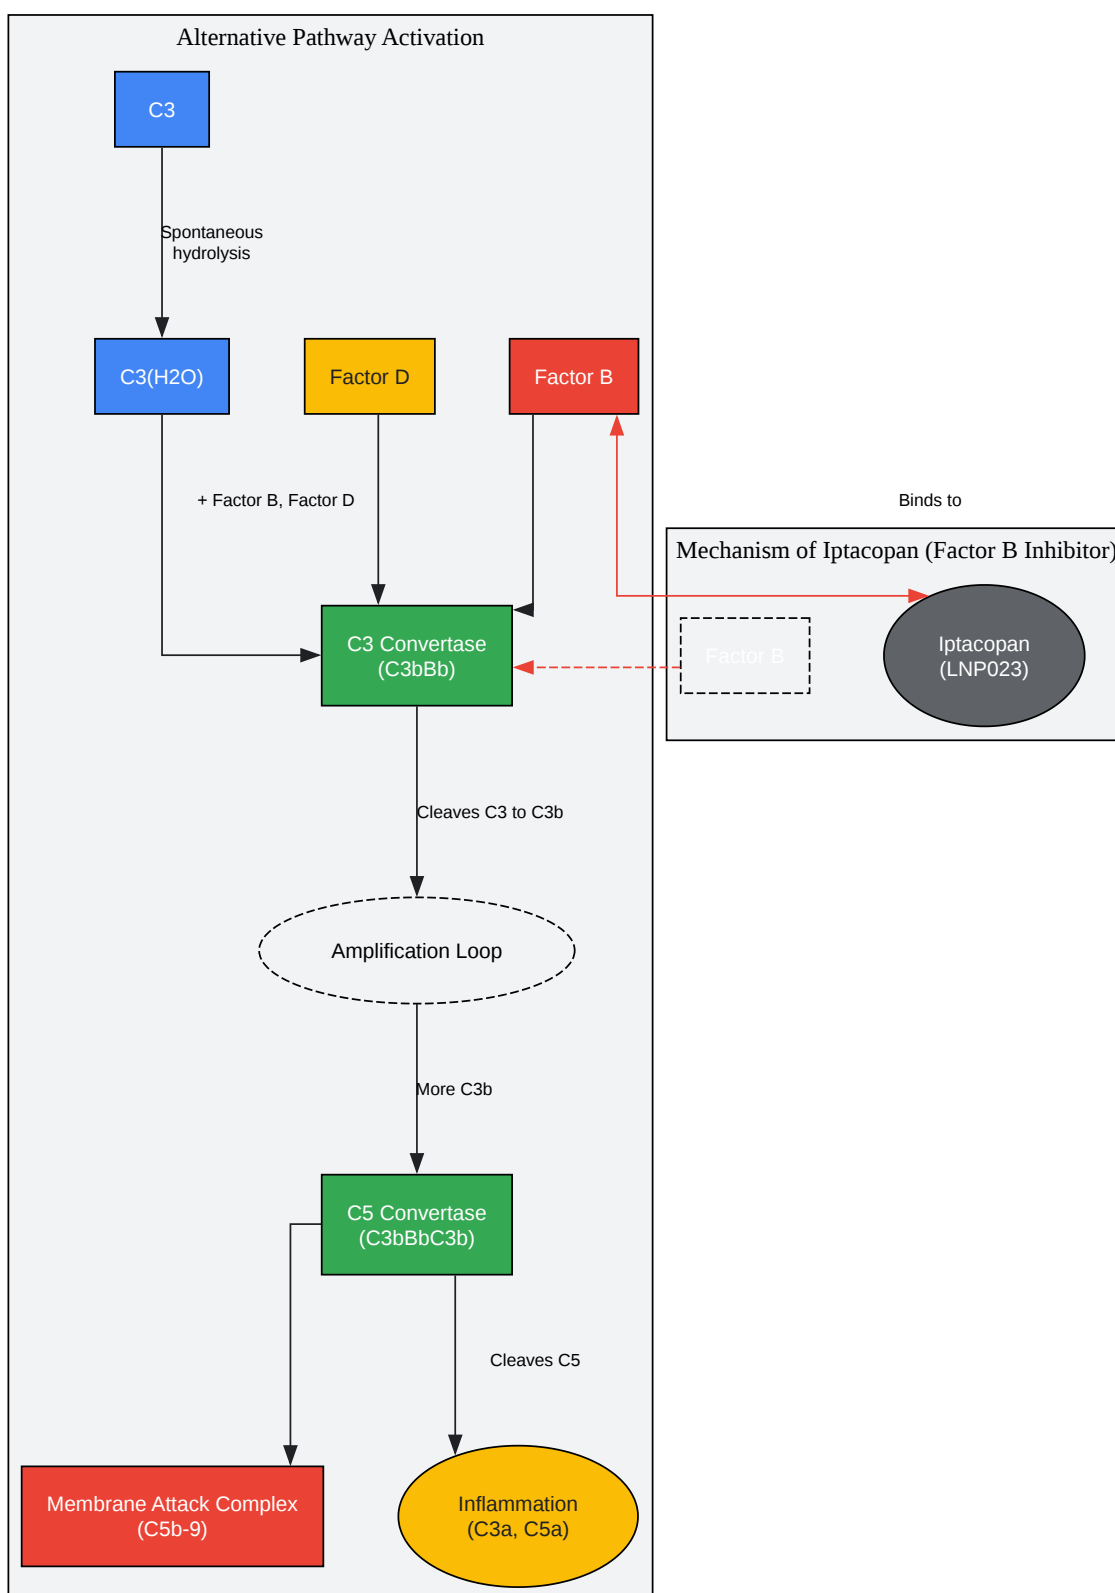 Alternative Pathway Activation
C3
Spontaneous
hydrolysis
C3(H2O)
Factor D
Factor B
+ Factor B, Factor D
Binds to
Mechanism of Iptacopan (Factor B Inhibitor)
C3 Convertase
(C3bBb)
Factor B
Iptacopan
(LNP023)
Cleaves C3 to C3b
Amplification Loop
More C3b
C5 Convertase
(C3bBbC3b)
Cleaves C5
Membrane Attack Complex
(C5b-9)
Inflammation
(C3a, C5a)